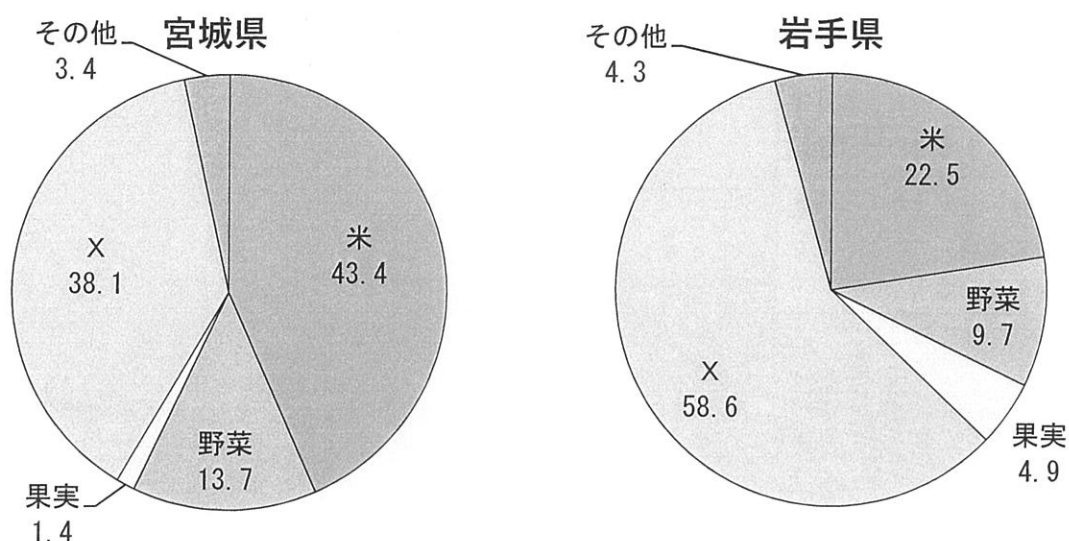 宮城県
その他
3.4
米
43.4
X
38.1
野菜
13.7
果実
1.4
岩手県
その他
4.3
米
22.5
野菜
9.7
X
58.6
果実
4.9